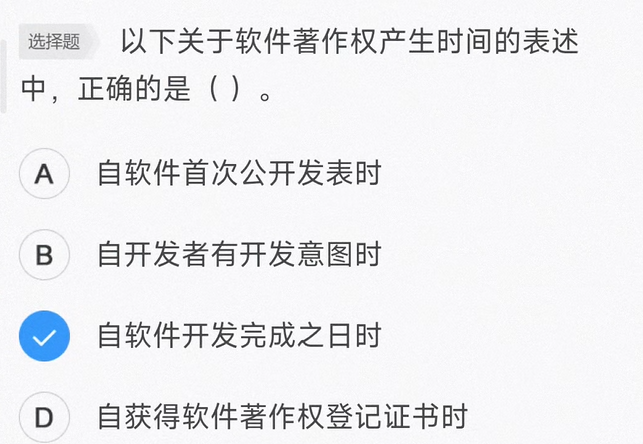 选择题 以下关于软件著作权产生时间的表述
中，正确的是（ ）。
A 自软件首次公开发表时
B 自开发者有开发意图时
自软件开发完成之日时
D 自获得软件著作权登记证书时